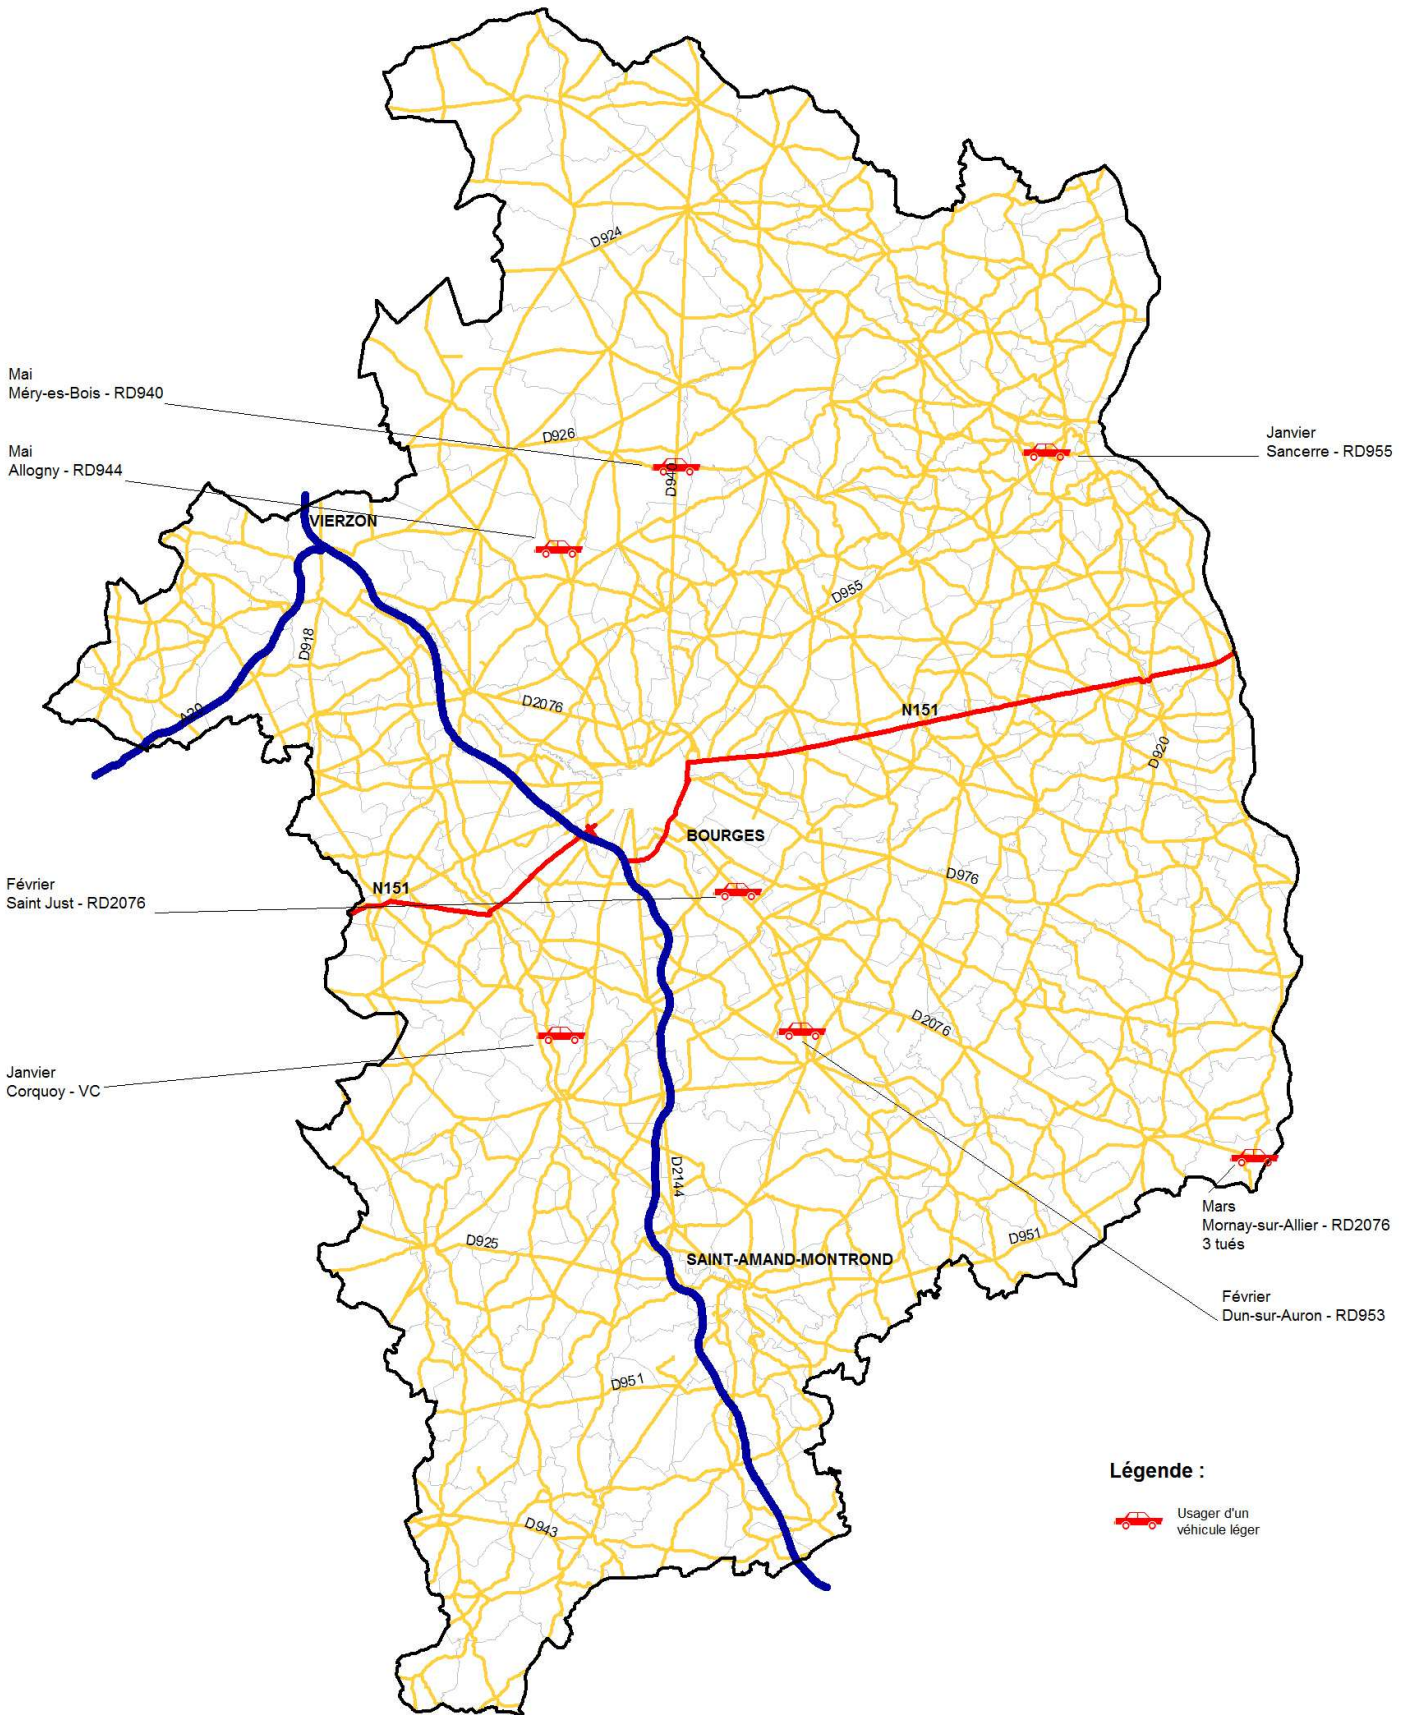 D924
Mai
Méry-es-Bois - RD940
D926
Janvier
Sancerre - RD955
Mai
Allogny - RD944
D940
VIERZON
D955
D918
D2076
A20
N151
D920
BOURGES
D976
Février
Saint Just - RD2076
N151
D2076
Janvier
Corquoy - VC
D2144
Mars
Mornay-sur-Allier - RD2076
3 tués
D925
D951
SAINT-AMAND-MONTROND
Février
Dun-sur-Auron - RD953
D951
Légende :
Usager d'un
véhicule léger
D943